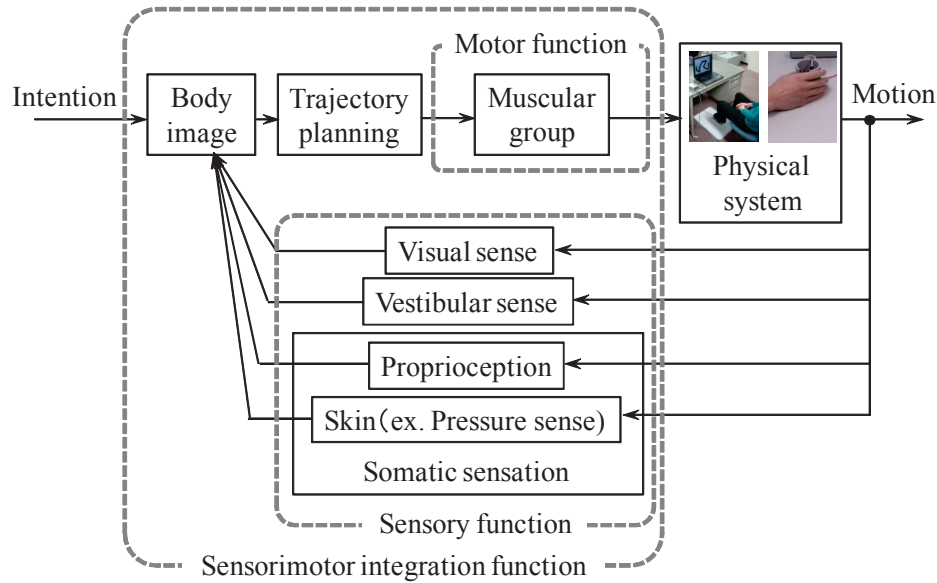 Motor function
Intention
Body
image
Trajectory
planning
Muscular
group
Motion
Physical
system
Visual sense
Vestibular sense
Proprioception
Skin(ex. Pressure sense)
Somatic sensation
Sensory function
Sensorimotor integration function